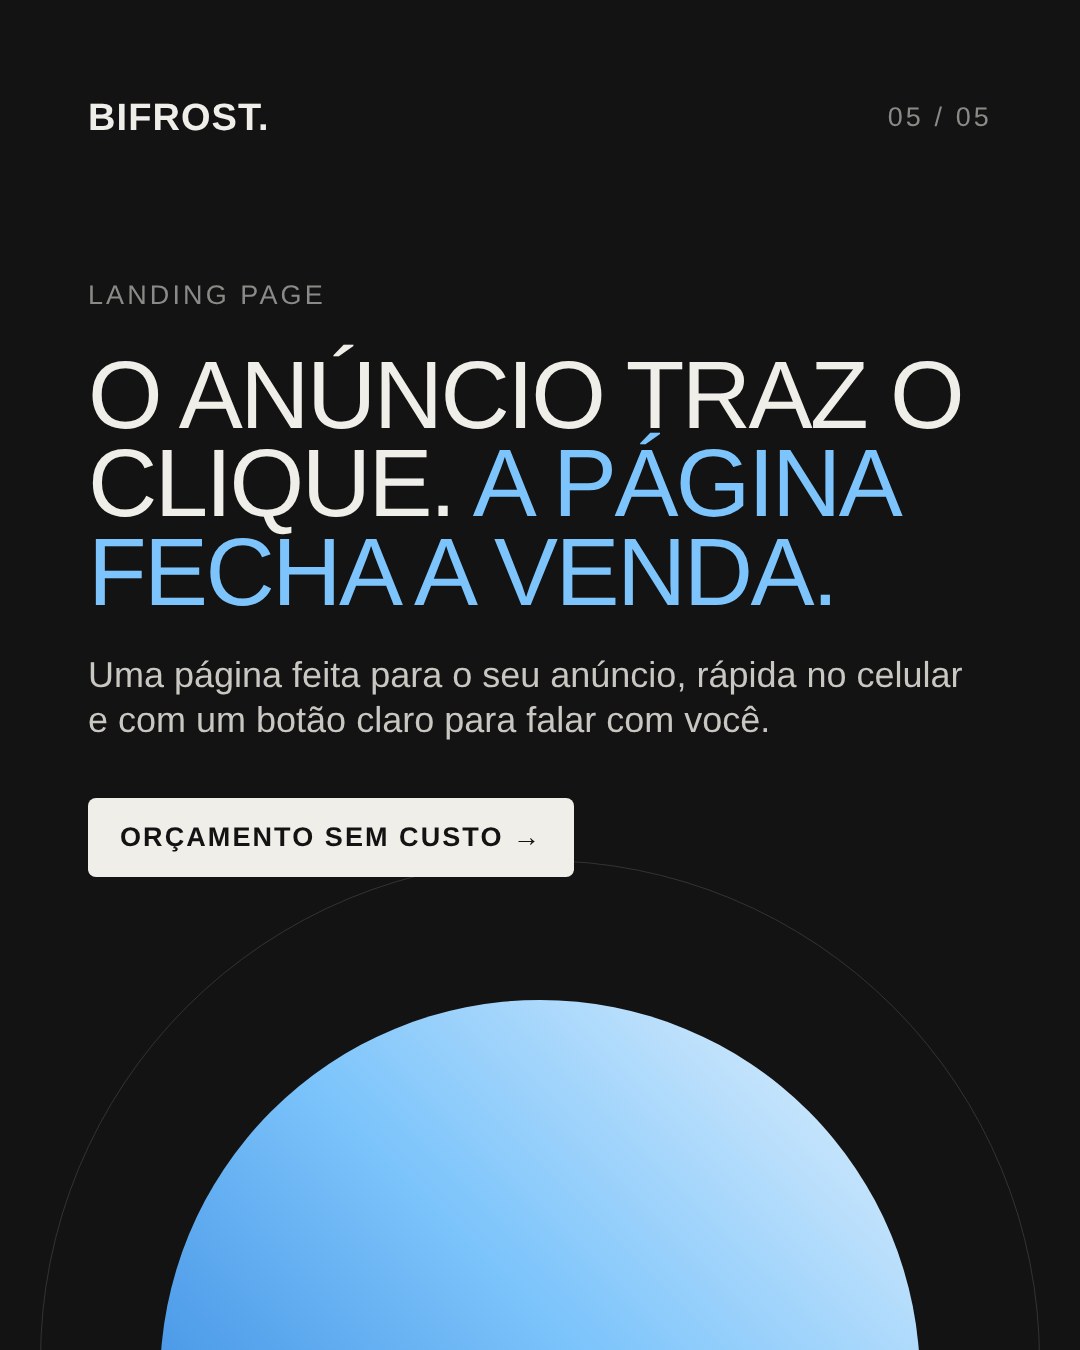 BIFROST.
05 / 05
LANDING PAGE
O ANÚNCIO TRAZ O
CLIQUE. A PÁGINA
FECHA A VENDA.
Uma página feita para o seu anúncio, rápida no celular
e com um botão claro para falar com você.
ORÇAMENTO SEM CUSTO →